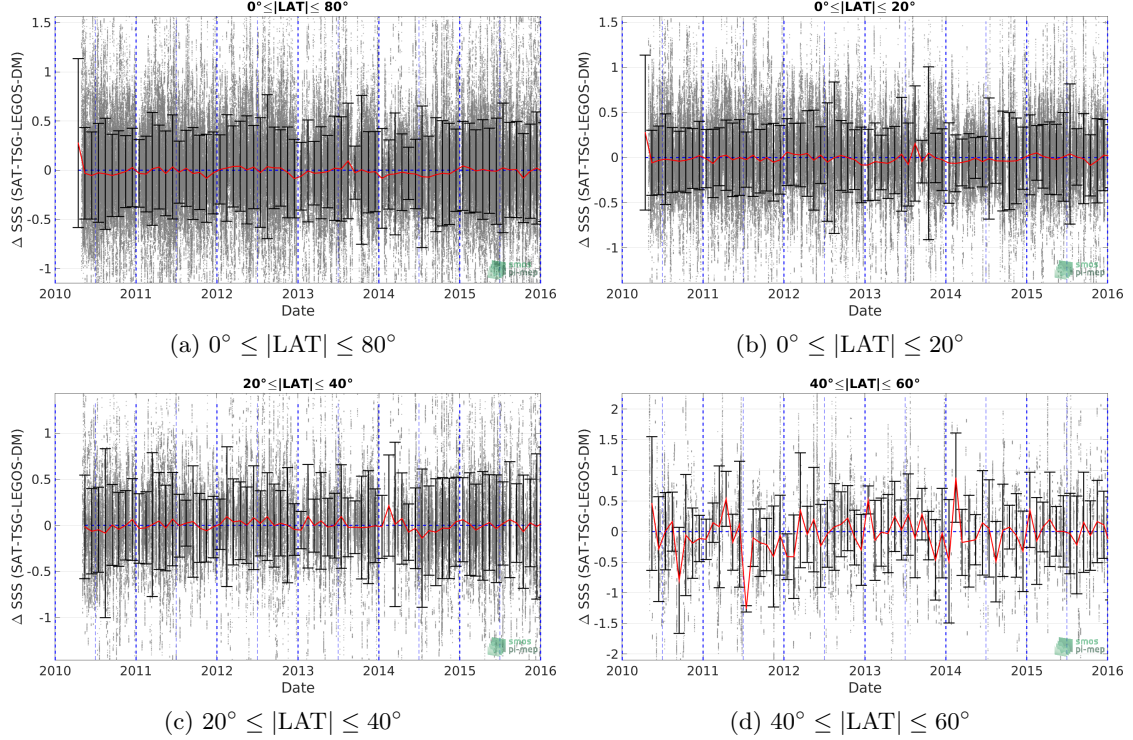 0°≤|LAT|≤ 80°
Δ SSS (SAT-TSG-LEGOS-DM)
1.5
1
0.5
0
-0.5
-1
2010 2011 2012 2013 2014 2015 2016
Date
smos
pi-mep
(a) 0° ≤ |LAT| ≤ 80°
0°≤|LAT|≤ 20°
Δ SSS (SAT-TSG-LEGOS-DM)
1.5
1
0.5
0
-0.5
-1
2010 2011 2012 2013 2014 2015 2016
Date
smos
pi-mep
(b) 0° ≤ |LAT| ≤ 20°
20°≤|LAT|≤ 40°
Δ SSS (SAT-TSG-LEGOS-DM)
1
0.5
0
-0.5
-1
2010 2011 2012 2013 2014 2015 2016
Date
smos
pi-mep
(c) 20° ≤ |LAT| ≤ 40°
40°≤|LAT|≤ 60°
Δ SSS (SAT-TSG-LEGOS-DM)
2
1.5
1
0.5
0
-0.5
-1
-1.5
-2
2010 2011 2012 2013 2014 2015 2016
Date
smos
pi-mep
(d) 40° ≤ |LAT| ≤ 60°